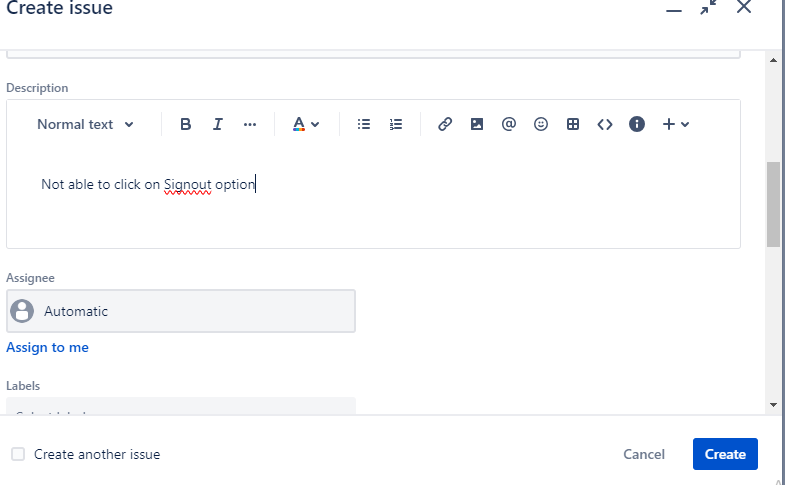 Create issue
Description
Normal text
Not able to click on Signout option
Assignee
Automatic
Assign to me
Labels
Create another issue
Cancel
Create